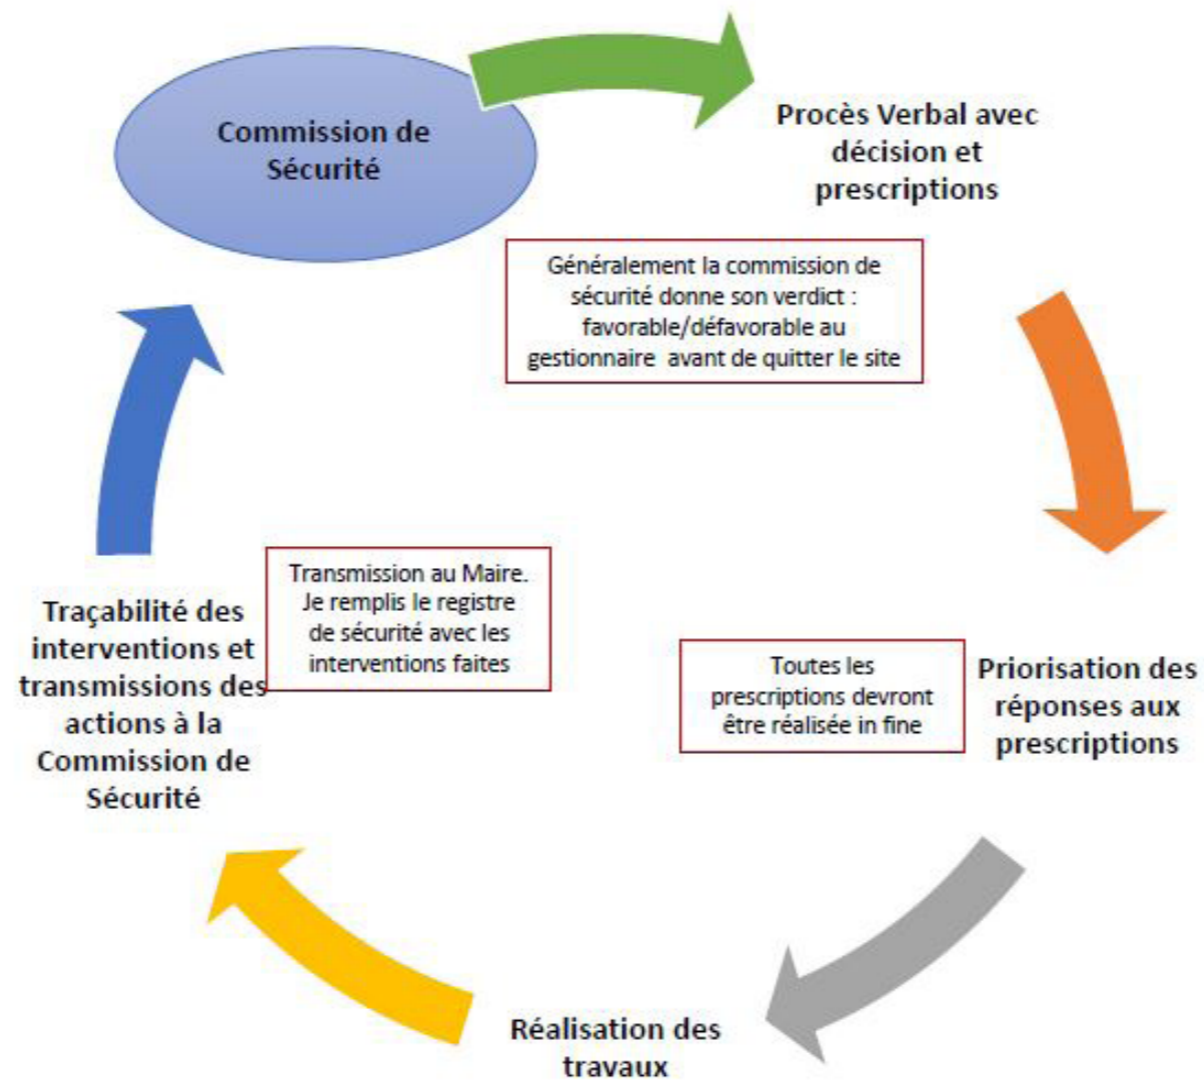 Commission de
Sécurité
Procès Verbal avec
décision et
prescriptions
Généralement la commission de
sécurité donne son verdict :
favorable/défavorable au
gestionnaire avant de quitter le site
Priorisation des
réponses aux
prescriptions
Toutes les
prescriptions devront
être réalisée in fine
Réalisation des
travaux
Traçabilité des
interventions et
transmissions des
actions à la
Commission de
Sécurité
Transmission au Maire.
Je remplis le registre
de sécurité avec les
interventions faites